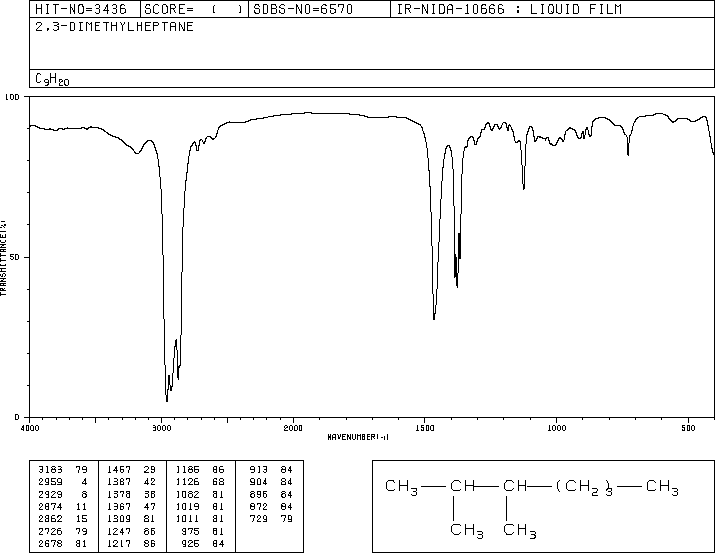 HIT-NO=3436 SCORE= ( ) SDBS-NO=6570 IR-NIDA-10666 : LIQUID FILM
2,3-DIMETHYLHEPTANE
C9H20
100
50
0
TRANSMITTANCE(%)
4000 3000 2000 1500 1000 500
WAVENUMBER(-1)
3183 79 1467 29 1186 86 913 84
2959 4 1387 42 1126 68 904 84
2929 8 1378 38 1082 81 896 84
2874 11 1367 47 1019 81 872 84
2862 15 1309 81 1011 81 729 79
2726 79 1247 86 975 81
2678 81 1217 86 925 84
CH3 CH CH (CH2)3 CH3
CH3 CH3